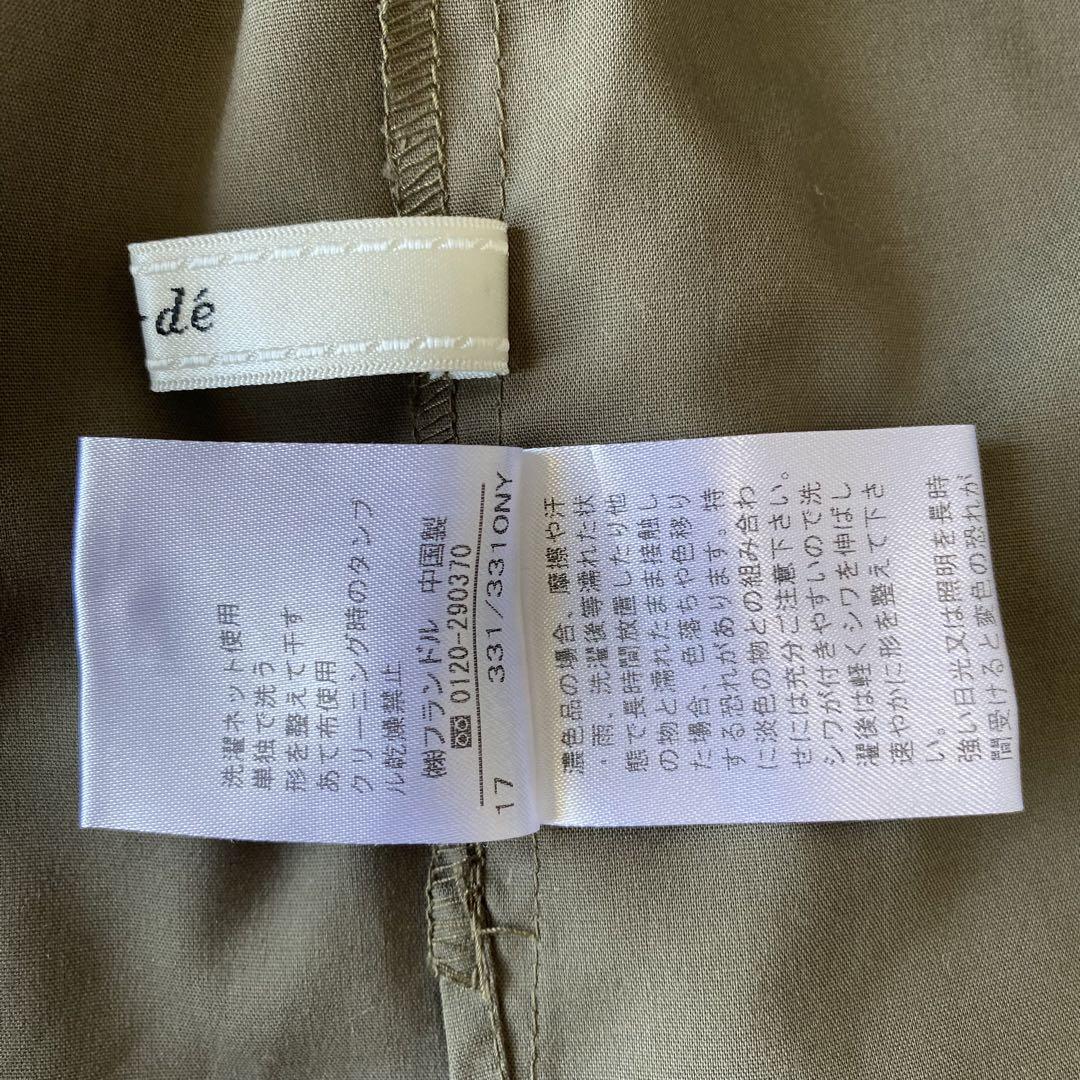 -dé
洗濯ネット使用
単独で洗う
形を整えて干す
あて布使用
クリーニング時のタンブ
ル乾燥禁止
㈱フランドル 中国製
0120-290370
17 331/3310NY
濃色品の場合、摩擦や汗
・雨、洗濯後等濡れた状
態で長時間放置したり他
の物と濡れたまま接触し
た場合、色落ちや色移り
する恐れがあります。特
に淡色の物との組み合わ
せには充分ご注意下さい。
シワが付きやすいので洗
濯後は軽くシワを伸ばし
速やかに形を整えて下さ
い。
強い日光又は照明を長時
間受けると変色の恐れが